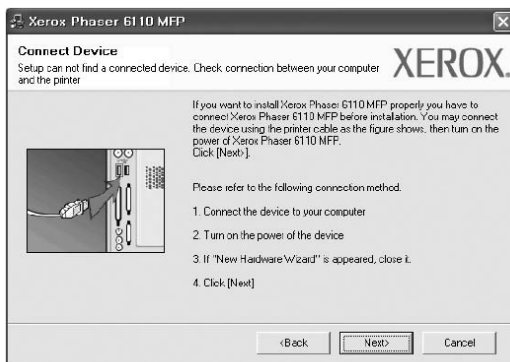 Xerox Phaser 6110 MFP
Connect Device
Setup can not find a connected device. Check connection between your computer
and the printer
XEROX.
If you want to install Xerox Phaser 6110 MFP properly you have to
connect Xerox Phaser 6110 MFP before installation. You may connect
the device using the printer cable as the figure shows, then turn on the
power of Xerox Phaser 6110 MFP.
Click [Next>].
Please refer to the following connection method.
1. Connect the device to your computer
2. Turn on the power of the device
3. If "New Hardware Wizard" is appeared, close it.
4. Click [Next]
<Back
Next>
Cancel